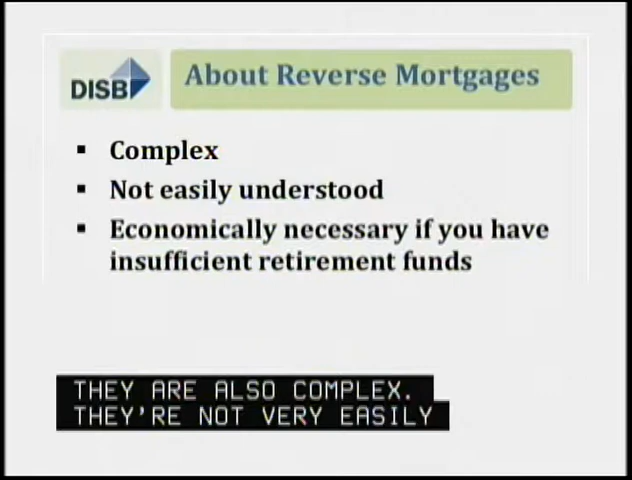 DISB
About Reverse Mortgages
▪ Complex
▪ Not easily understood
▪ Economically necessary if you have
insufficient retirement funds
THEY ARE ALSO COMPLEX.
THEY'RE NOT VERY EASILY